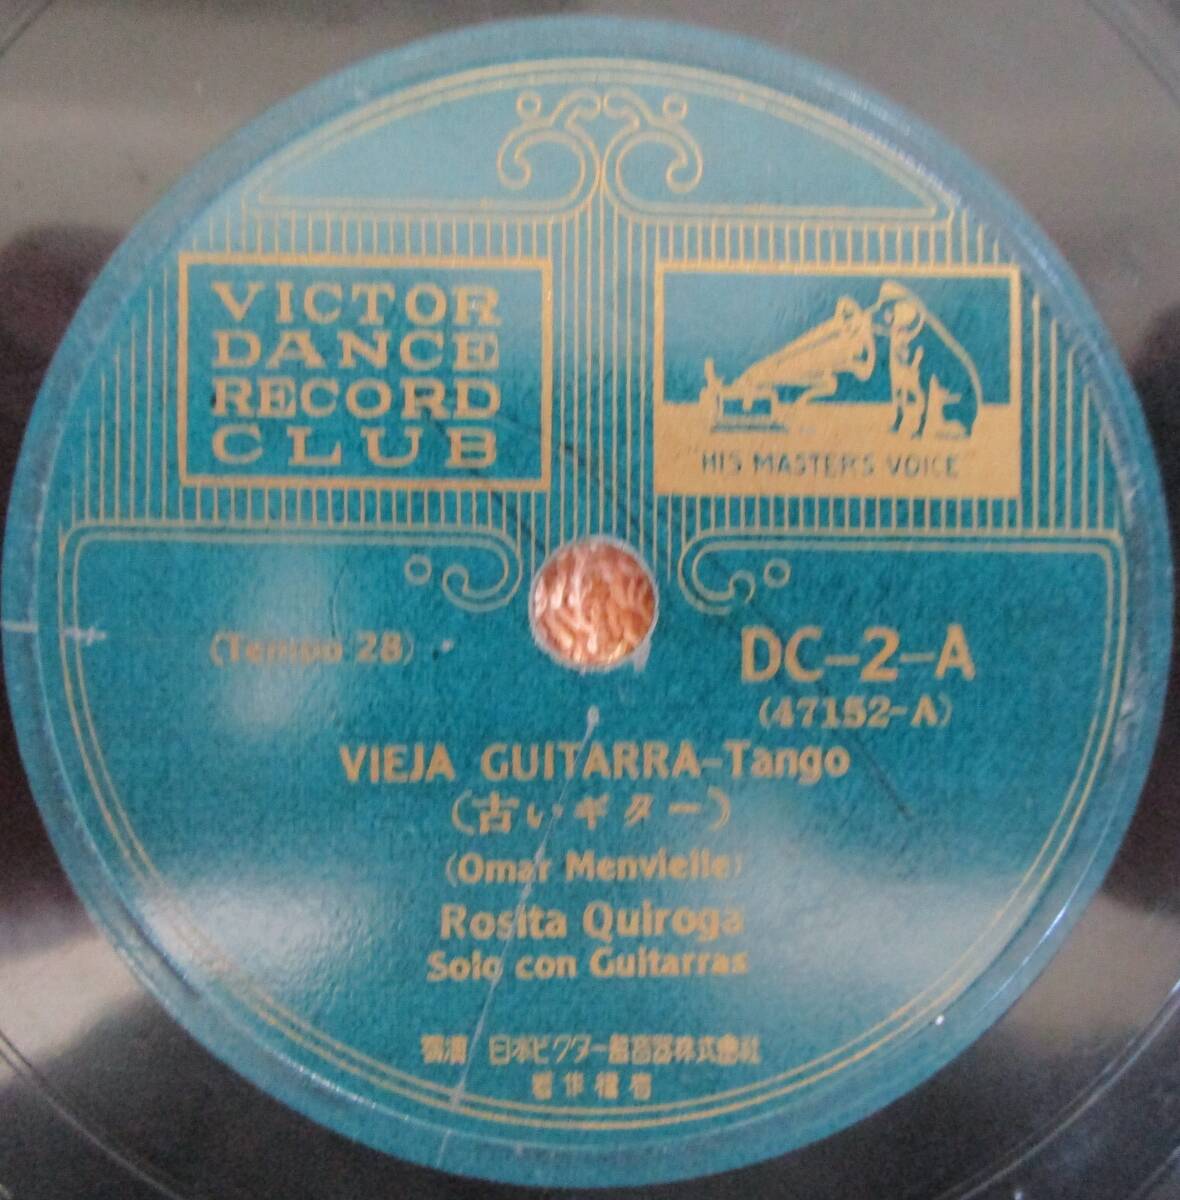 VICTOR
DANCE
RECORD
CLUB
HIS MASTER'S VOICE
(Tempo 28)
DC-2-A
(47152-A)
VIEJA GUITARRA-Tango
(古いギター)
(Omar Menvielle)
Rosita Quiroga
Solo con Guitarras
日本ビクター蓄音器株式會社